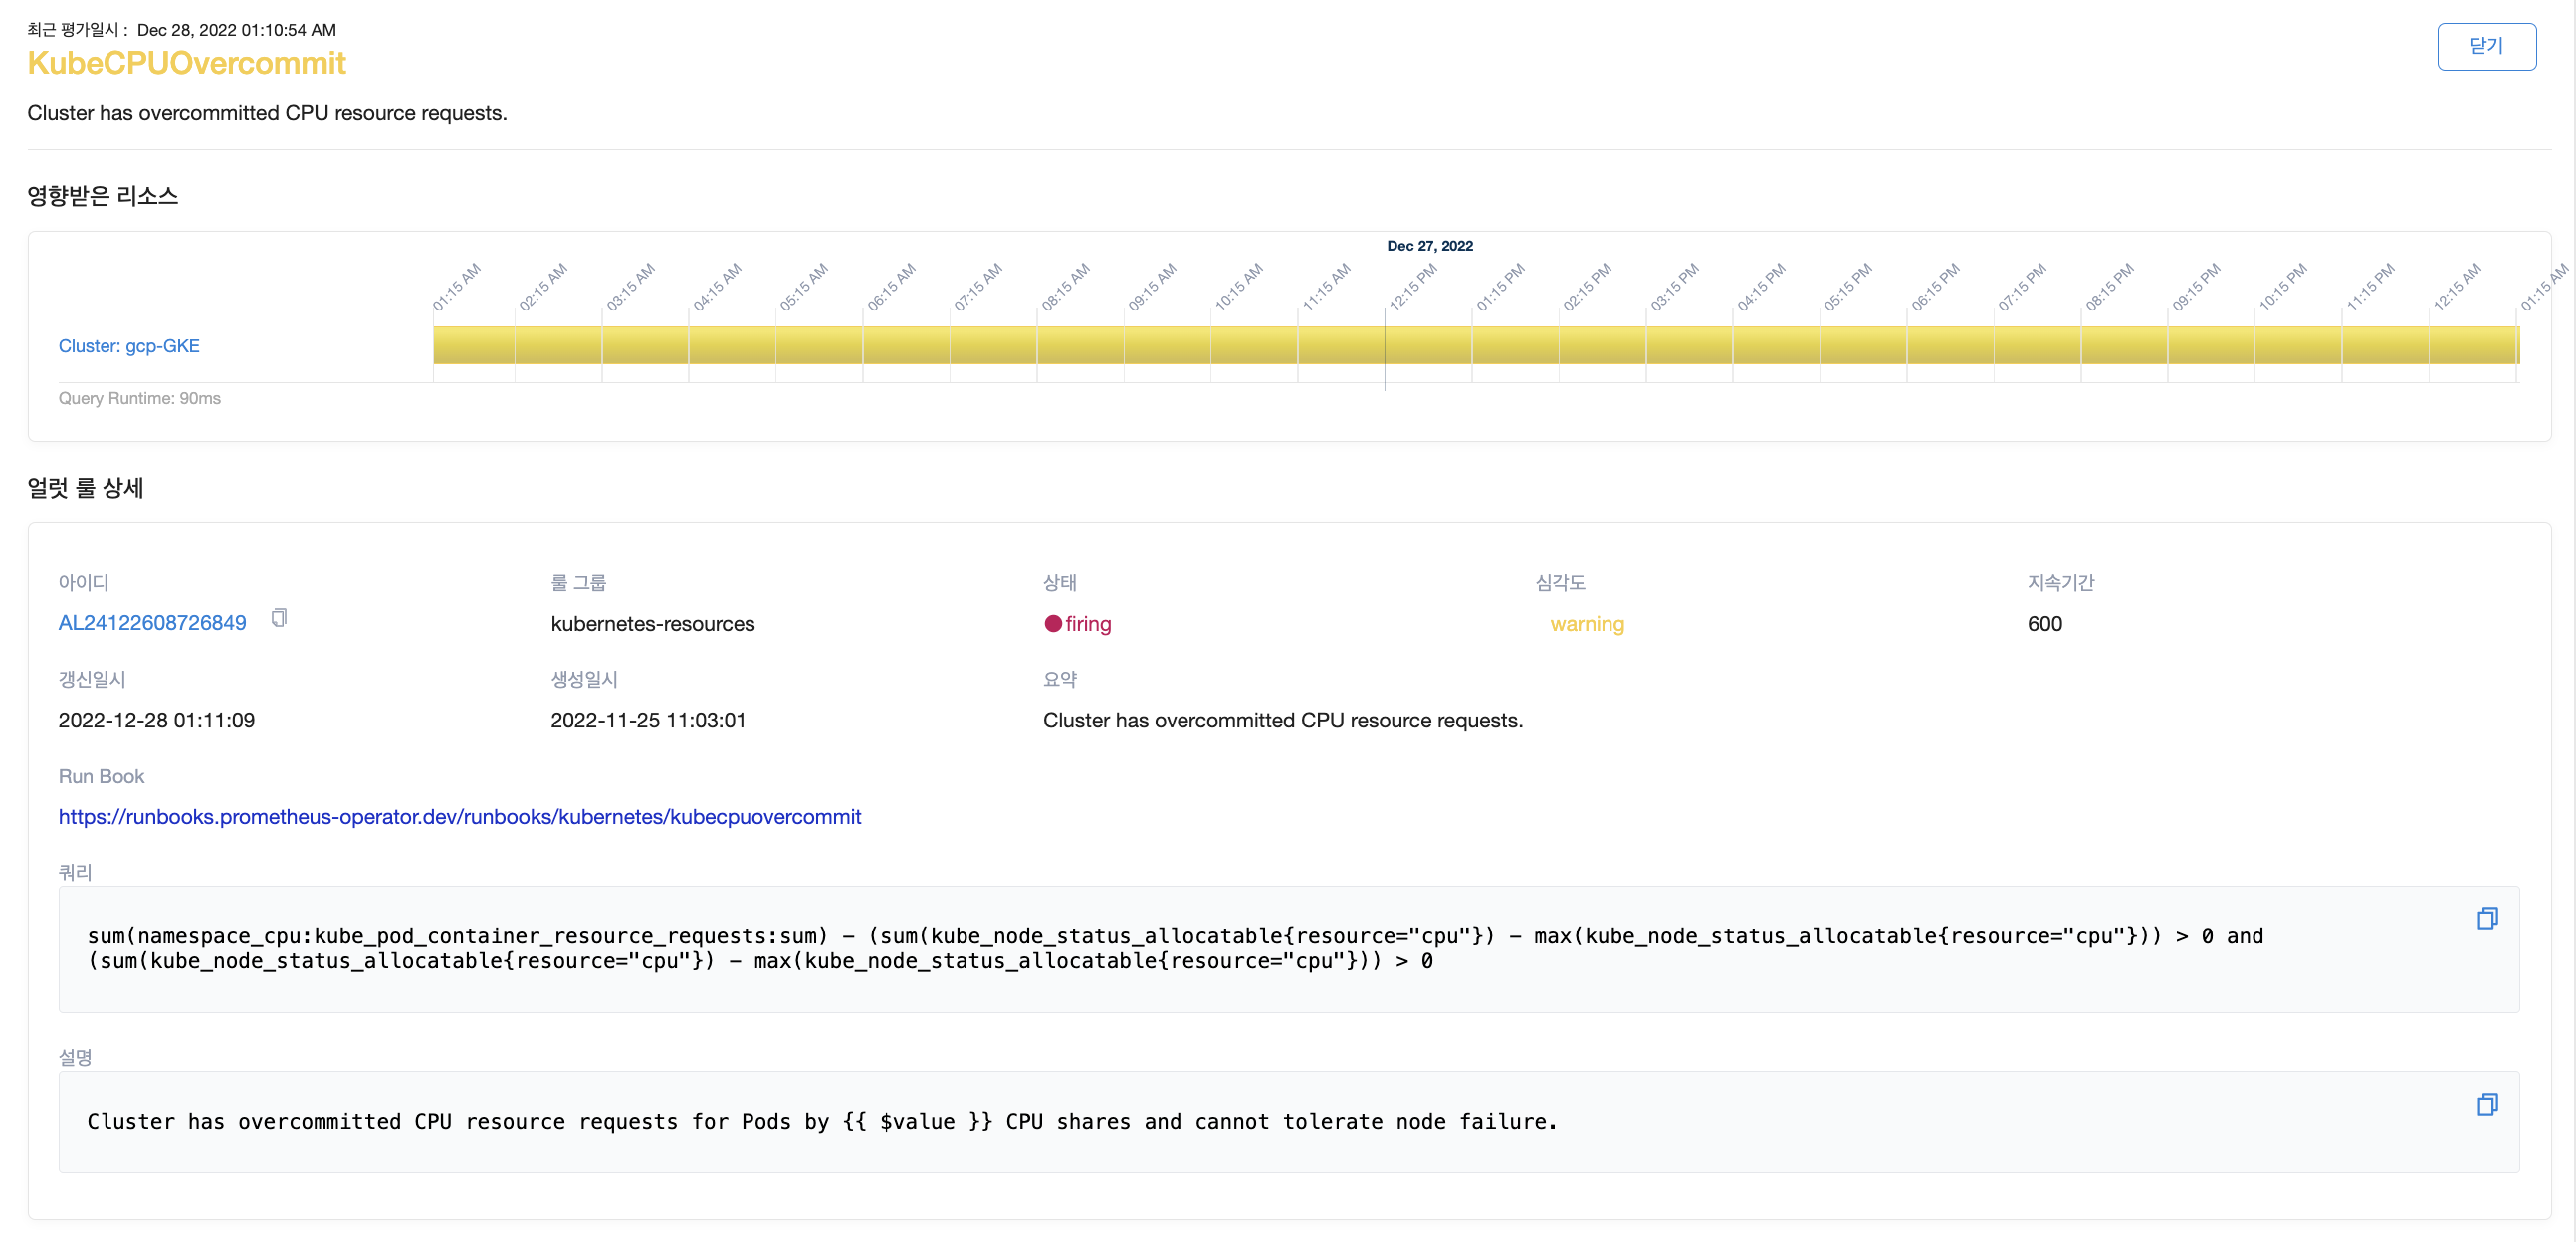 최근 평가일시 : Dec 28, 2022 01:10:54 AM
닫기
KubeCPUOvercommit
Cluster has overcommitted CPU resource requests.
영향받은 리소스
Dec 27, 2022
01:15 AM 02:15 AM 03:15 AM 04:15 AM 05:15 AM 06:15 AM 07:15 AM 08:15 AM 09:15 AM 10:15 AM 11:15 AM 12:15 PM 01:15 PM 02:15 PM 03:15 PM 04:15 PM 05:15 PM 06:15 PM 07:15 PM 08:15 PM 09:15 PM 10:15 PM 11:15 PM 12:15 AM 01:15 AM
Cluster: gcp-GKE
Query Runtime: 90ms
얼럿 룰 상세
아이디 룰 그룹 상태 심각도 지속기간
AL24122608726849 kubernetes-resources firing warning 600
갱신일시 생성일시 요약
2022-12-28 01:11:09 2022-11-25 11:03:01 Cluster has overcommitted CPU resource requests.
Run Book
https://runbooks.prometheus-operator.dev/runbooks/kubernetes/kubecpuovercommit
쿼리
sum(namespace_cpu:kube_pod_container_resource_requests:sum) - (sum(kube_node_status_allocatable{resource="cpu"}) - max(kube_node_status_allocatable{resource="cpu"})) > 0 and
(sum(kube_node_status_allocatable{resource="cpu"}) - max(kube_node_status_allocatable{resource="cpu"})) > 0
설명
Cluster has overcommitted CPU resource requests for Pods by {{ $value }} CPU shares and cannot tolerate node failure.